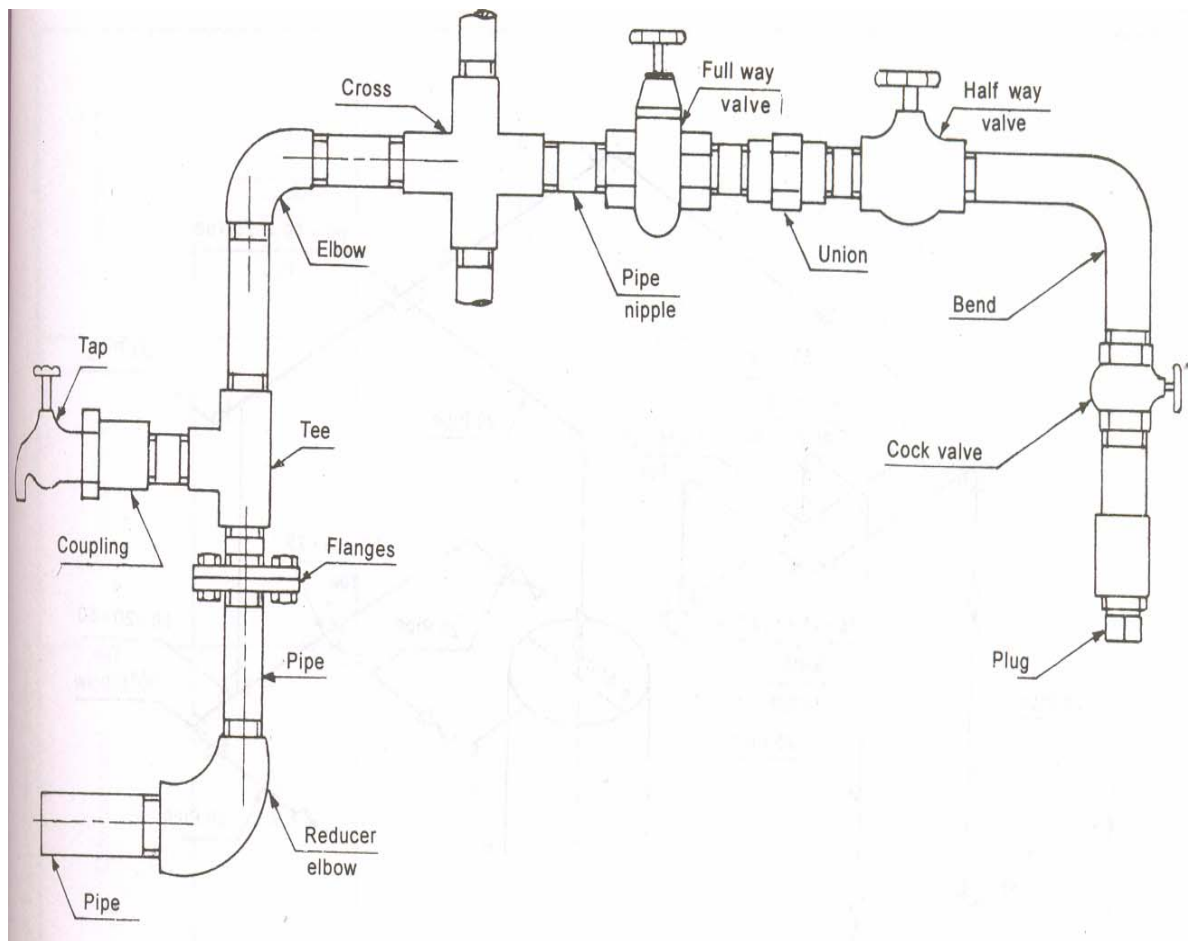 Cross
Full way
valve
Half way
valve
Elbow
Pipe
nipple
Union
Bend
Tap
Tee
Cock valve
Coupling
Flanges
Pipe
Plug
Reducer
elbow
Pipe